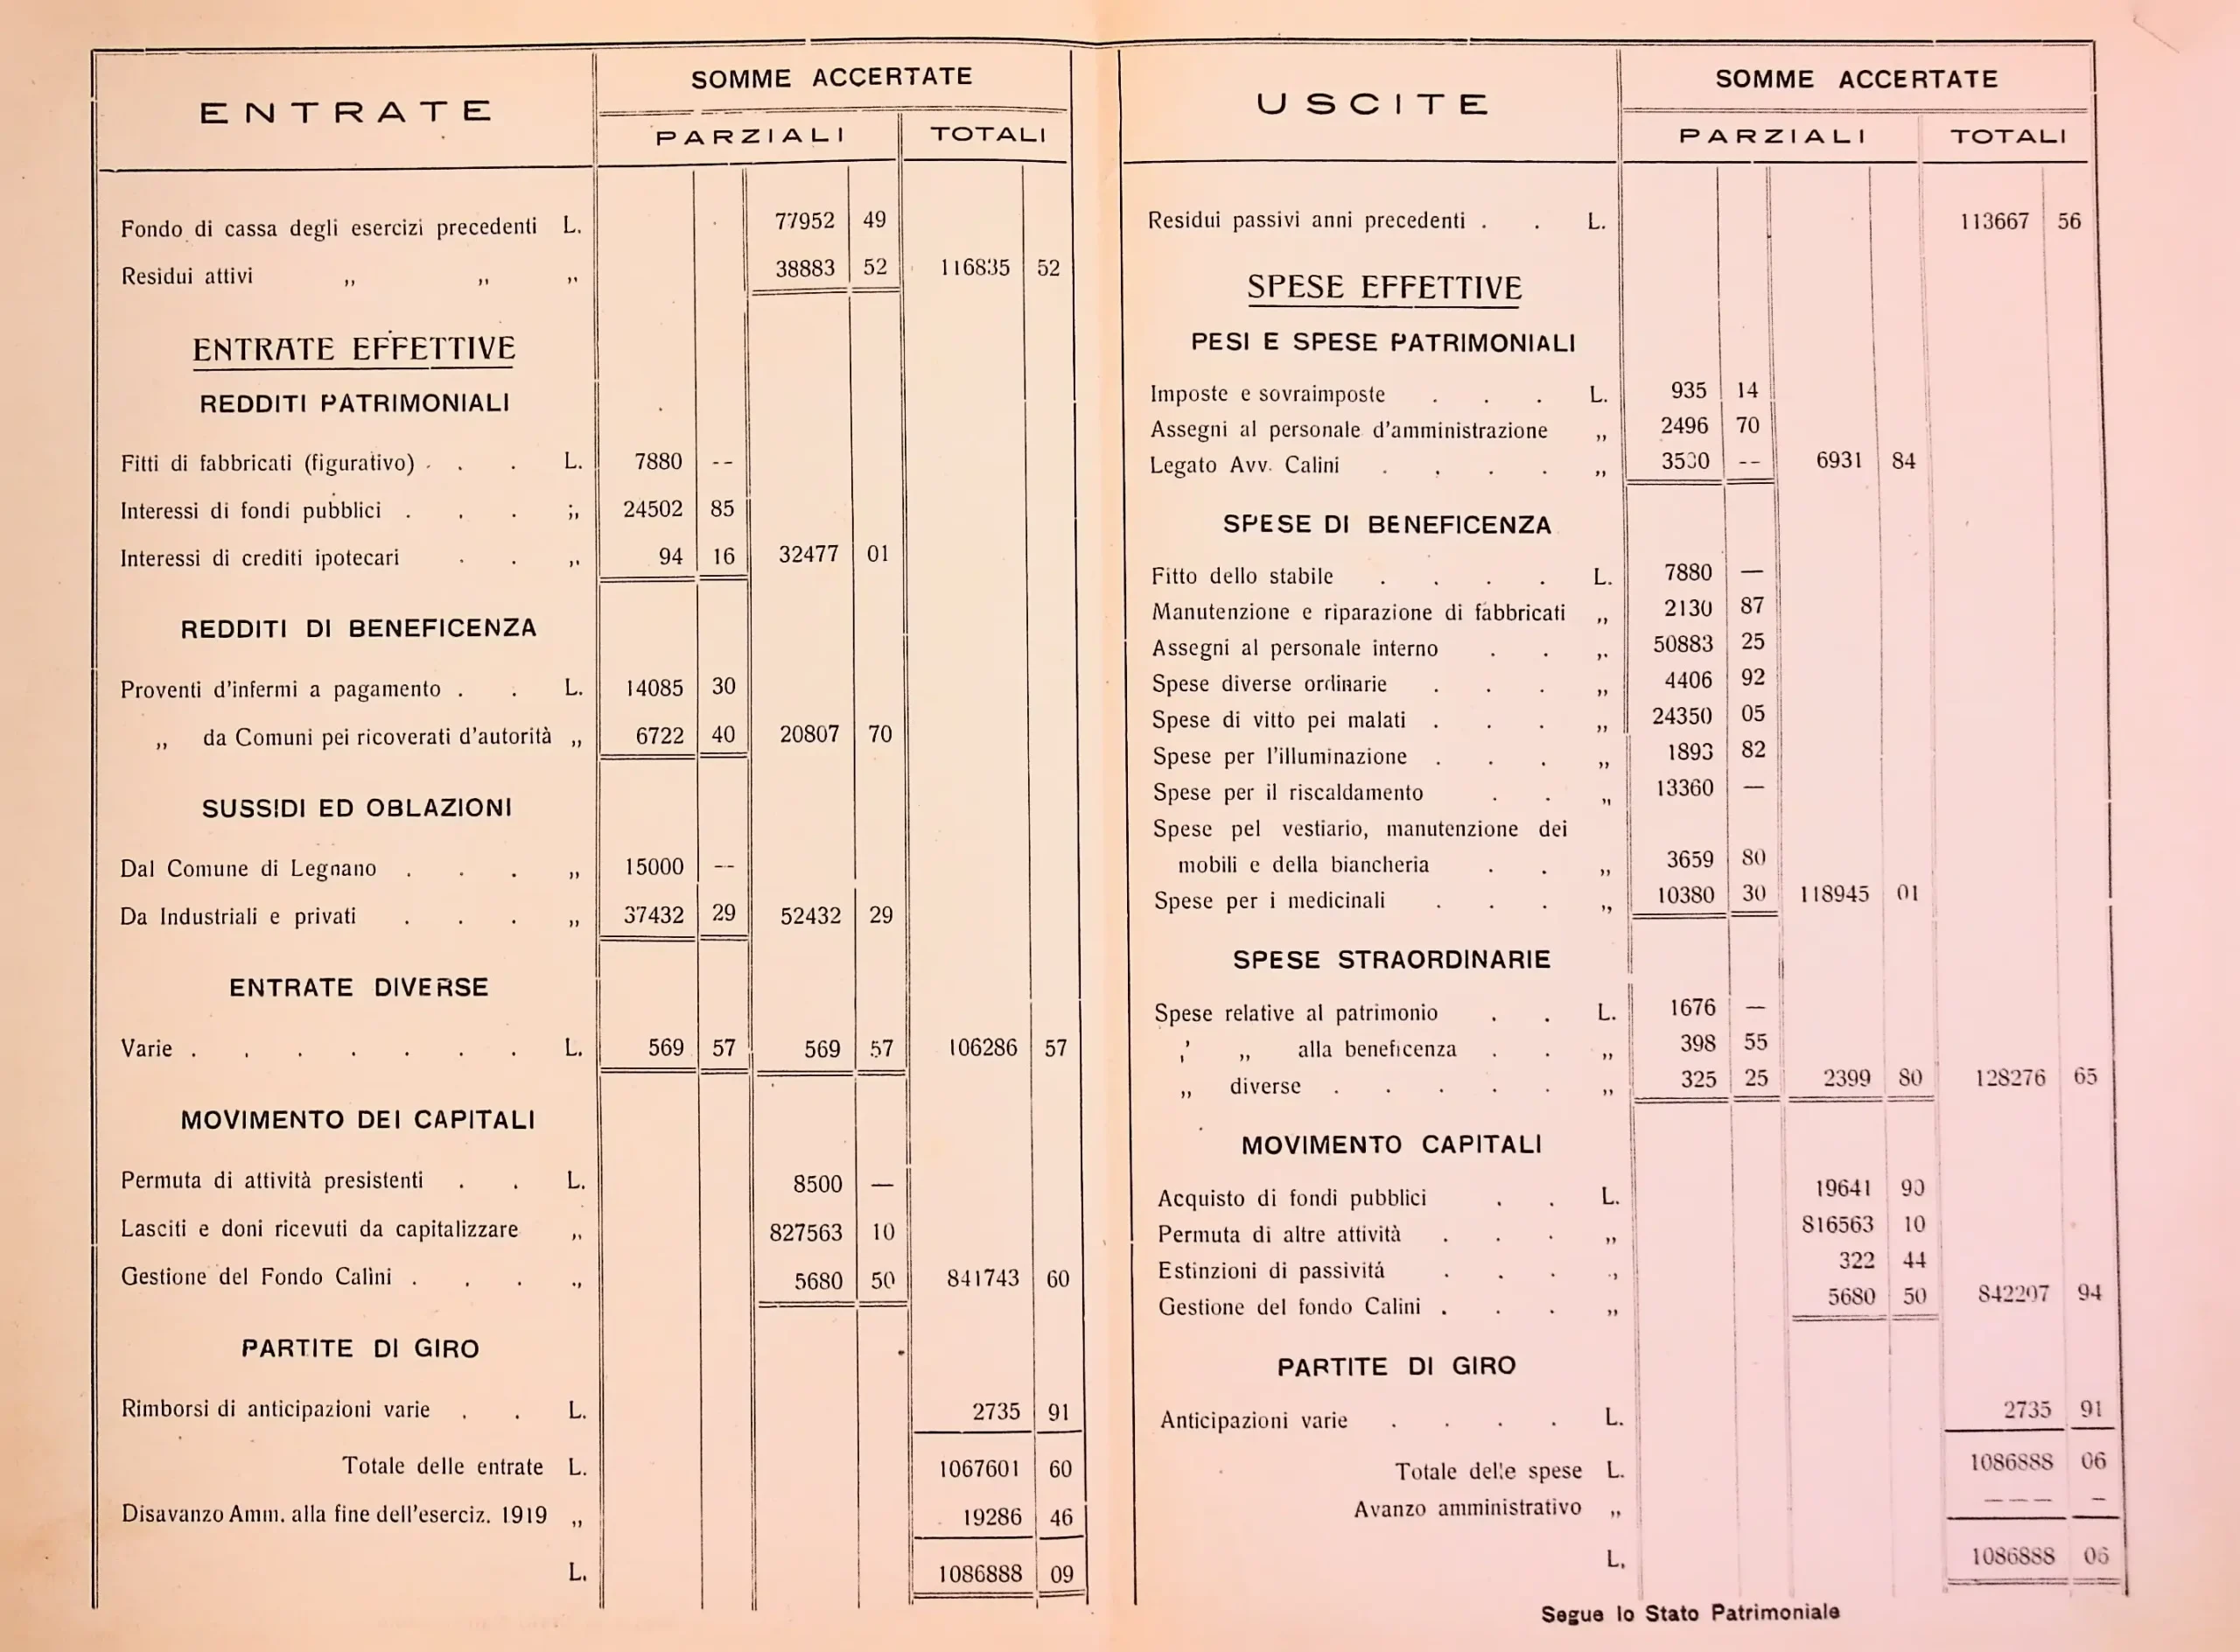 ENTRATE
SOMME ACCERTATE
PARZIALI TOTALI
Fondo di cassa degli esercizi precedenti L. 77952 49
Residui attivi ,, ,, ,, 38883 52 116835 52
ENTRATE EFFETTIVE
REDDITI PATRIMONIALI
Fitti di fabbricati (figurativo) . . . L. 7880 --
Interessi di fondi pubblici . . . ,, 24502 85
Interessi di crediti ipotecari . . ,, 94 16 32477 01
REDDITI DI BENEFICENZA
Proventi d'infermi a pagamento . . L. 14085 30
,, da Comuni pei ricoverati d'autorità ,, 6722 40 20807 70
SUSSIDI ED OBLAZIONI
Dal Comune di Legnano . . . ,, 15000 --
Da Industriali e privati . . . ,, 37432 29 52432 29
ENTRATE DIVERSE
Varie . . . . . . . L. 569 57 569 57 106286 57
MOVIMENTO DEI CAPITALI
Permuta di attività presistenti . . L. 8500 —
Lasciti e doni ricevuti da capitalizzare ,, 827563 10
Gestione del Fondo Calini . . . ,, 5680 50 841743 60
PARTITE DI GIRO
Rimborsi di anticipazioni varie . . L. 2735 91
Totale delle entrate L. 1067601 60
Disavanzo Amm. alla fine dell'eserciz. 1919 ,, 19286 46
L. 1086888 09
USCITE
SOMME ACCERTATE
PARZIALI TOTALI
Residui passivi anni precedenti . . L. 113667 56
SPESE EFFETTIVE
PESI E SPESE PATRIMONIALI
Imposte e sovraimposte . . . L. 935 14
Assegni al personale d'amministrazione ,, 2496 70
Legato Avv. Calini . . . . ,, 3500 -- 6931 84
SPESE DI BENEFICENZA
Fitto dello stabile . . . . L. 7880 —
Manutenzione e riparazione di fabbricati ,, 2130 87
Assegni al personale interno . . ,, 50883 25
Spese diverse ordinarie . . . ,, 4406 92
Spese di vitto pei malati . . . ,, 24350 05
Spese per l'illuminazione . . . ,, 1893 82
Spese per il riscaldamento . . ,, 13360 —
Spese pel vestiario, manutenzione dei
mobili e della biancheria . . ,, 3659 80
Spese per i medicinali . . . ,, 10380 30 118945 01
SPESE STRAORDINARIE
Spese relative al patrimonio . . L. 1676 —
,, ,, alla beneficenza . . ,, 398 55
,, diverse . . . . . ,, 325 25 2399 80 128276 65
MOVIMENTO CAPITALI
Acquisto di fondi pubblici . . L. 19641 90
Permuta di altre attività . . . ,, 816563 10
Estinzioni di passivitá . . . ,, 322 44
Gestione del fondo Calini . . . ,, 5680 50 842207 94
PARTITE DI GIRO
Anticipazioni varie . . . . L. 2735 91
Totale delle spese L. 1086888 06
Avanzo amministrativo ,, — — — —
L. 1086888 06
Segue lo Stato Patrimoniale